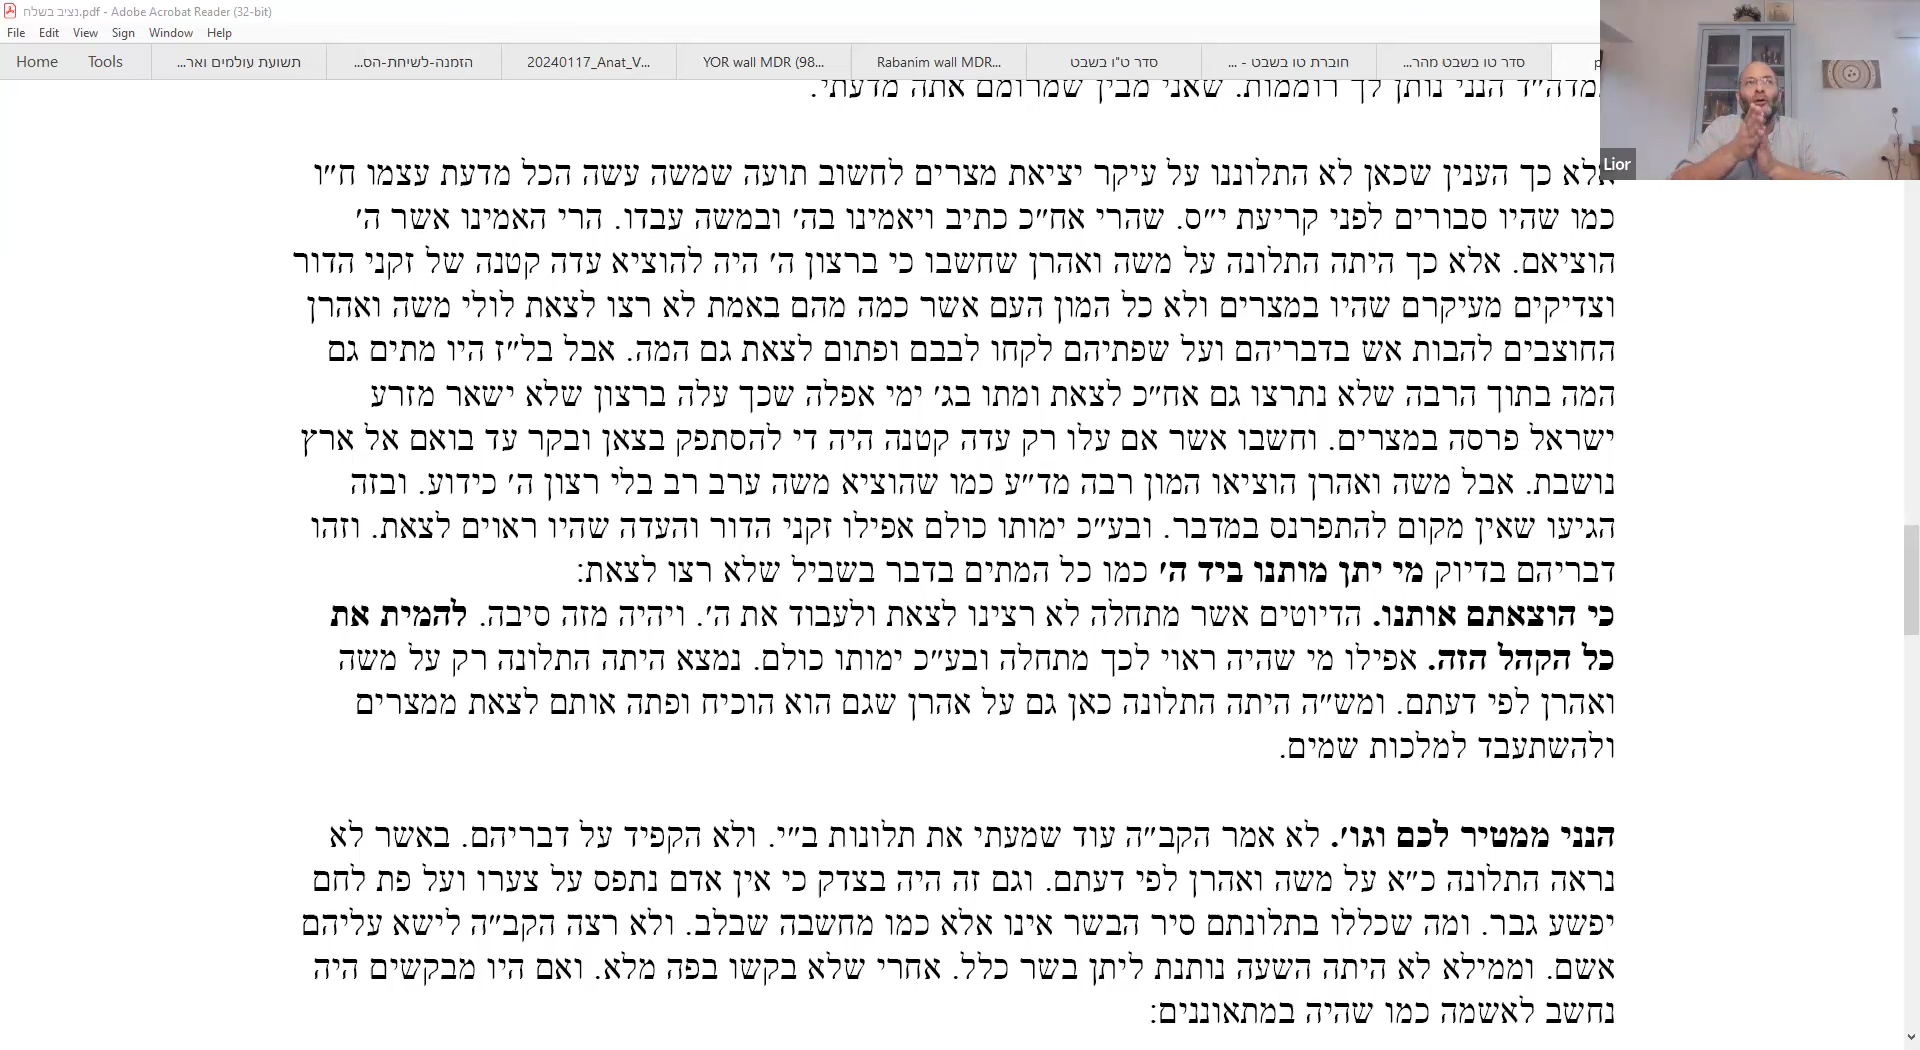 נציב בשלח.pdf - Adobe Acrobat Reader (32-bit)
File Edit View Sign Window Help
Home Tools תשועת עולמים ואר... הזמנה-לשיחת-הס... 20240117_Anat_V... YOR wall MDR (98... Rabanim wall MDR... סדר ט"ו בשבט חוברת טו בשבט - ... סדר טו בשבט מהר...
Lior
הנני נותן לך רוממות. שאני מבין שמרומם אתה מדעתי.
אלא כך הענין שכאן לא התלוננו על עיקר יציאת מצרים לחשוב תועה שמשה עשה הכל מדעת עצמו ח"ו
כמו שהיו סבורים לפני קריעת י"ס. שהרי אח"כ כתיב ויאמינו בה' ובמשה עבדו. הרי האמינו אשר ה'
הוציאם. אלא כך היתה התלונה על משה ואהרן שחשבו כי ברצון ה' היה להוציא עדה קטנה של זקני הדור
וצדיקים מעיקרם שהיו במצרים ולא כל המון העם אשר כמה מהם באמת לא רצו לצאת לולי משה ואהרן
החוצבים להבות אש בדבריהם ועל שפתיהם לקחו לבבם ופתום לצאת גם המה. אבל בל"ז היו מתים גם
המה בתוך הרבה שלא נתרצו גם אח"כ לצאת ומתו בג' ימי אפלה שכך עלה ברצון שלא ישאר מזרע
ישראל פרסה במצרים. וחשבו אשר אם עלו רק עדה קטנה היה די להסתפק בצאן ובקר עד בואם אל ארץ
נושבת. אבל משה ואהרן הוציאו המון רבה מד"ע כמו שהוציא משה ערב רב בלי רצון ה' כידוע. ובזה
הגיעו שאין מקום להתפרנס במדבר. ובע"כ ימותו כולם אפילו זקני הדור והעדה שהיו ראוים לצאת. וזהו
דבריהם בדיוק מי יתן מותנו ביד ה' כמו כל המתים בדבר בשביל שלא רצו לצאת:
כי הוצאתם אותנו. הדיוטים אשר מתחלה לא רצינו לצאת ולעבוד את ה'. ויהיה מזה סיבה. להמית את
כל הקהל הזה. אפילו מי שהיה ראוי לכך מתחלה ובע"כ ימותו כולם. נמצא היתה התלונה רק על משה
ואהרן לפי דעתם. ומש"ה היתה התלונה כאן גם על אהרן שגם הוא הוכיח ופתה אותם לצאת ממצרים
ולהשתעבד למלכות שמים.
הנני ממטיר לכם וגו'. לא אמר הקב"ה עוד שמעתי את תלונות ב"י. ולא הקפיד על דבריהם. באשר לא
נראה התלונה כ"א על משה ואהרן לפי דעתם. וגם זה היה בצדק כי אין אדם נתפס על צערו ועל פת לחם
יפשע גבר. ומה שכללו בתלונתם סיר הבשר אינו אלא כמו מחשבה שבלב. ולא רצה הקב"ה לישא עליהם
אשם. וממילא לא היתה השעה נותנת ליתן בשר כלל. אחרי שלא בקשו בפה מלא. ואם היו מבקשים היה
נחשב לאשמה כמו שהיה במתאוננים: